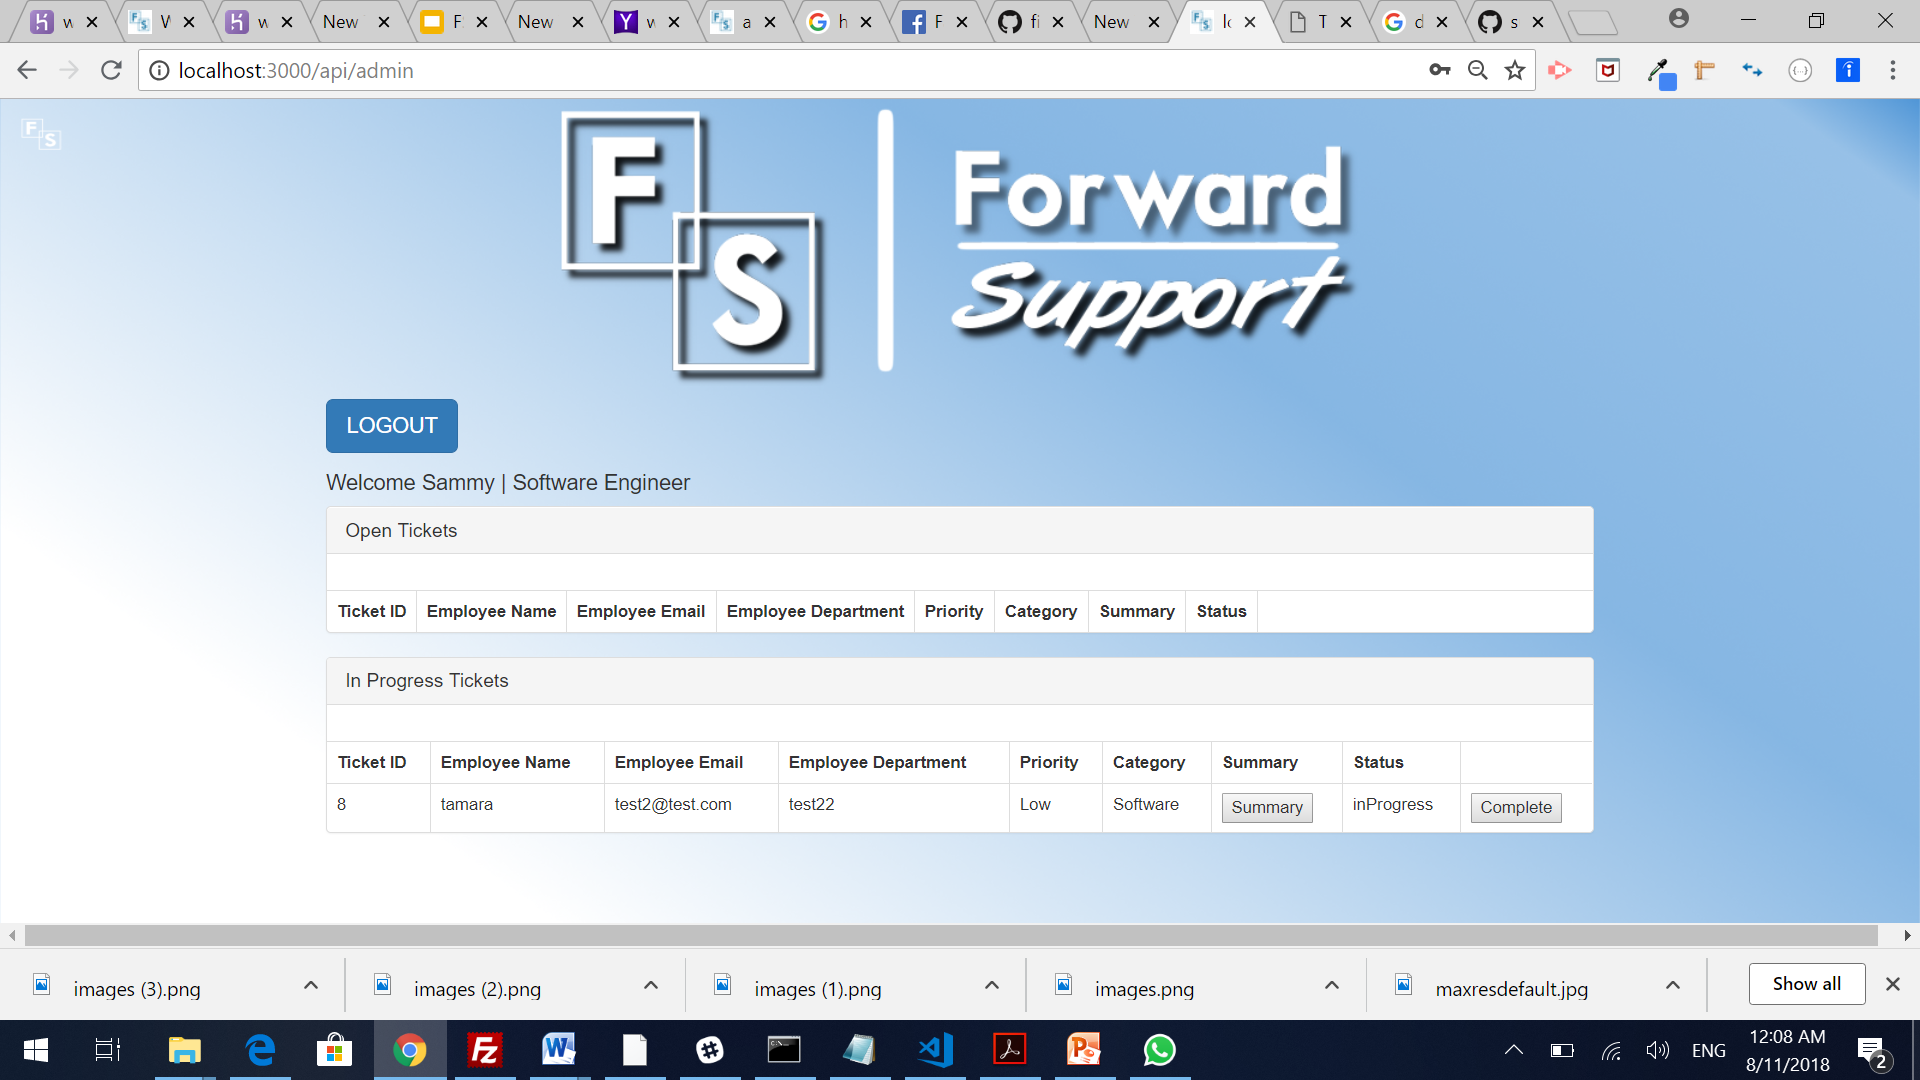 w W w New F New w a h F fi New lo T d s
localhost:3000/api/admin
F S
F S
Forward
Support
LOGOUT
Welcome Sammy | Software Engineer
Open Tickets
Ticket ID Employee Name Employee Email Employee Department Priority Category Summary Status
In Progress Tickets
Ticket ID Employee Name Employee Email Employee Department Priority Category Summary Status
8 tamara test2@test.com test22 Low Software Summary inProgress Complete
images (3).png images (2).png images (1).png images.png maxresdefault.jpg Show all
ENG
12:08 AM
8/11/2018
2